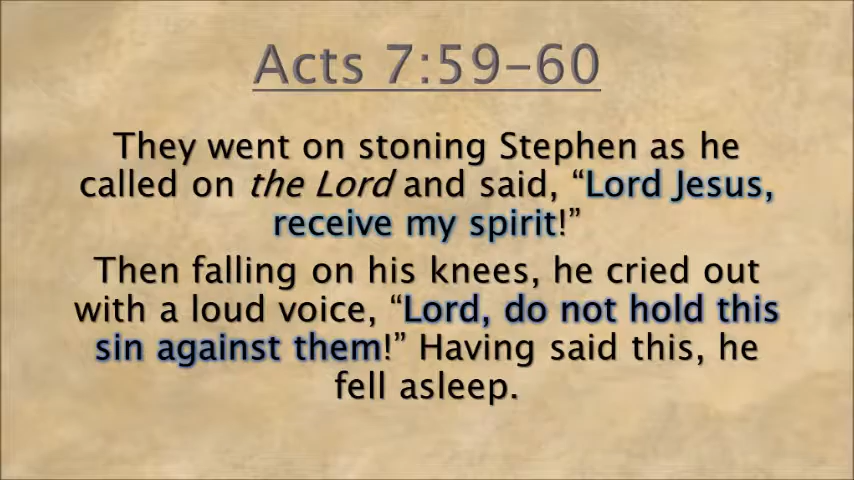 Acts 7:59-60
They went on stoning Stephen as he
called on the Lord and said, “Lord Jesus,
receive my spirit!”
Then falling on his knees, he cried out
with a loud voice, “Lord, do not hold this
sin against them!” Having said this, he
fell asleep.